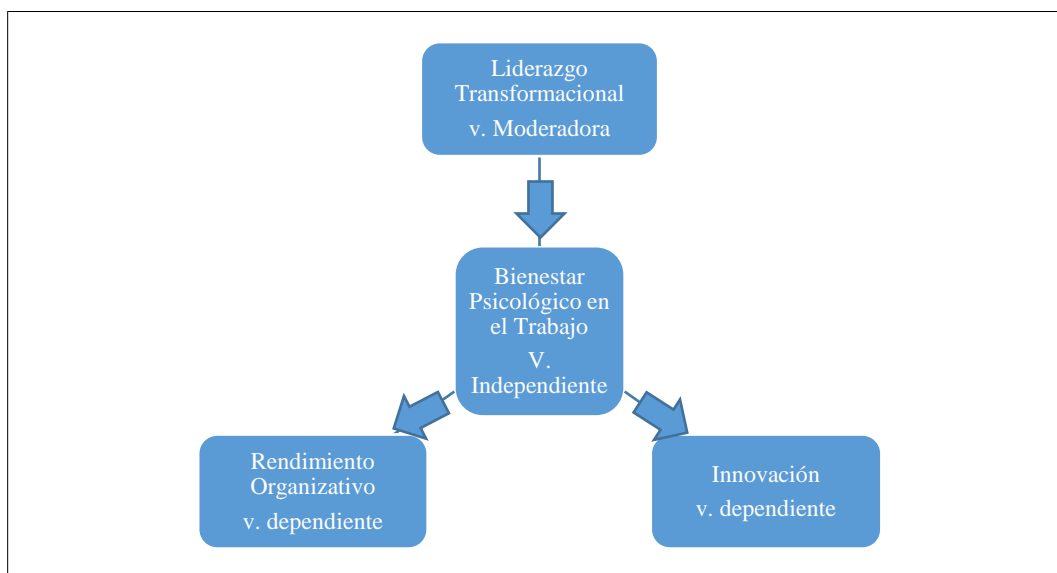 Liderazgo
Transformacional
v. Moderadora
Bienestar
Psicológico en
el Trabajo
V.
Independiente
Rendimiento
Organizativo
v. dependiente
Innovación
v. dependiente